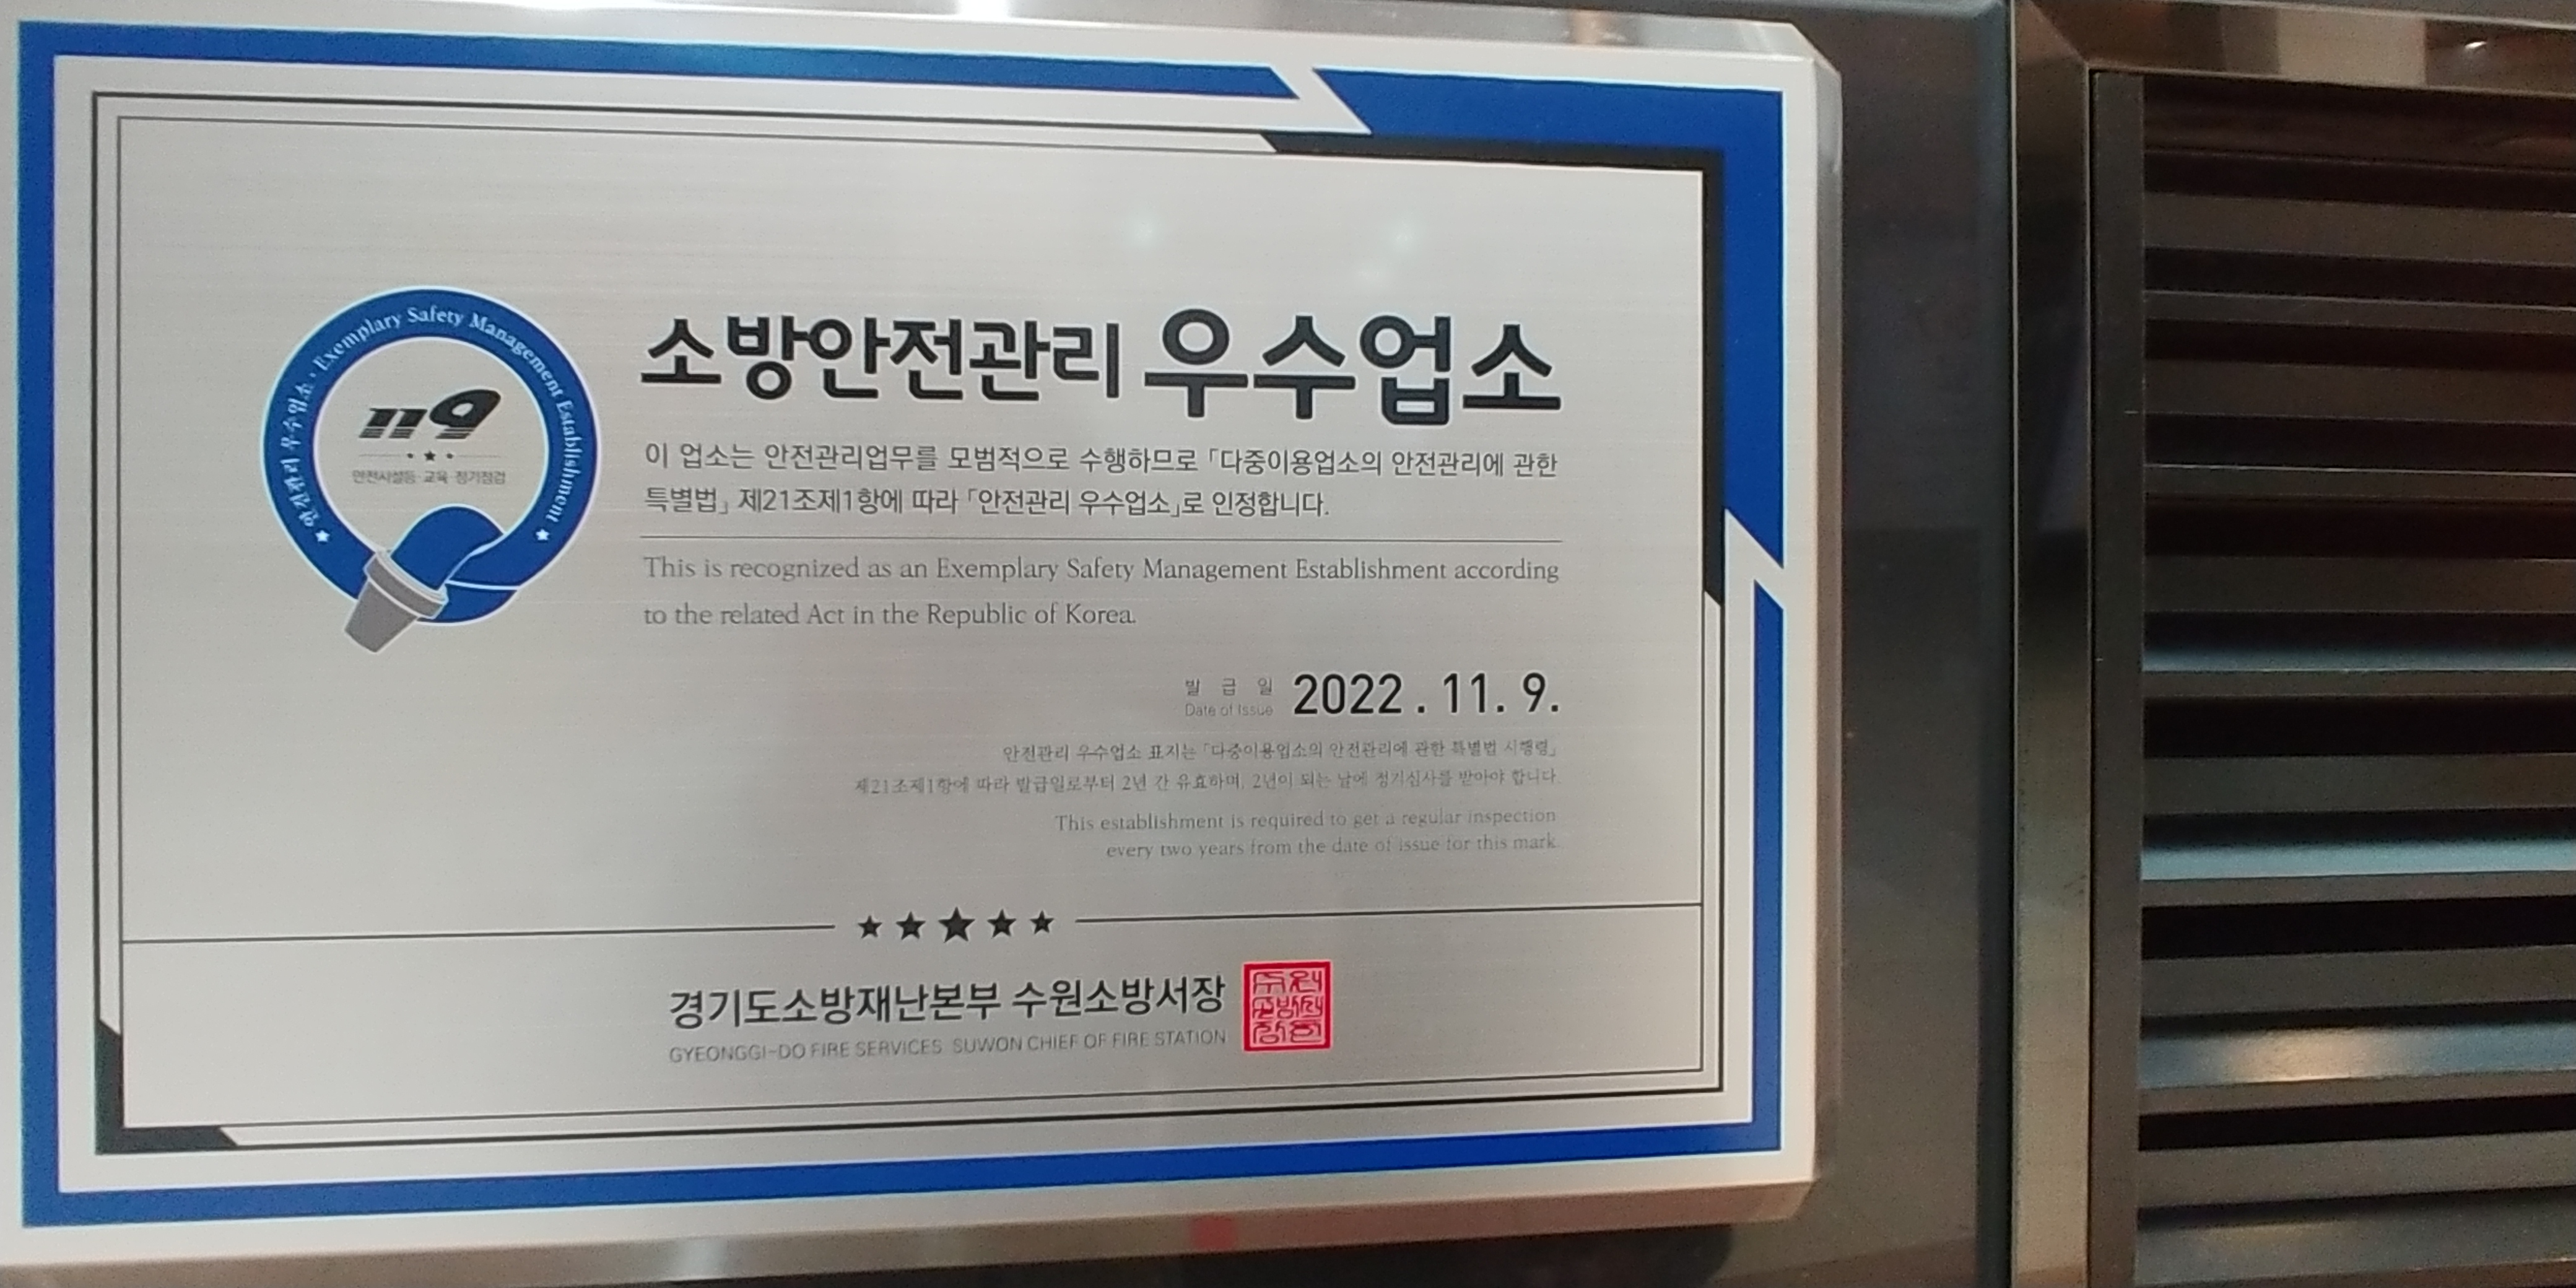 소방안전관리 우수업소
안전관리 우수업소 · Exemplary Safety Management Establishment
119
안전시설등·교육·정기점검
이 업소는 안전관리업무를 모범적으로 수행하므로 「다중이용업소의 안전관리에 관한
특별법」 제21조제1항에 따라 「안전관리 우수업소」로 인정합니다.
This is recognized as an Exemplary Safety Management Establishment according
to the related Act in the Republic of Korea.
발 급 일
Date of Issue
2022 . 11. 9.
안전관리 우수업소 표지는 「다중이용업소의 안전관리에 관한 특별법 시행령」
제21조제1항에 따라 발급일로부터 2년 간 유효하며, 2년이 되는 날에 정기심사를 받아야 합니다.
This establishment is required to get a regular inspection
every two years from the date of issue for this mark.
경기도소방재난본부 수원소방서장
GYEONGGI-DO FIRE SERVICES. SUWON CHIEF OF FIRE STATION